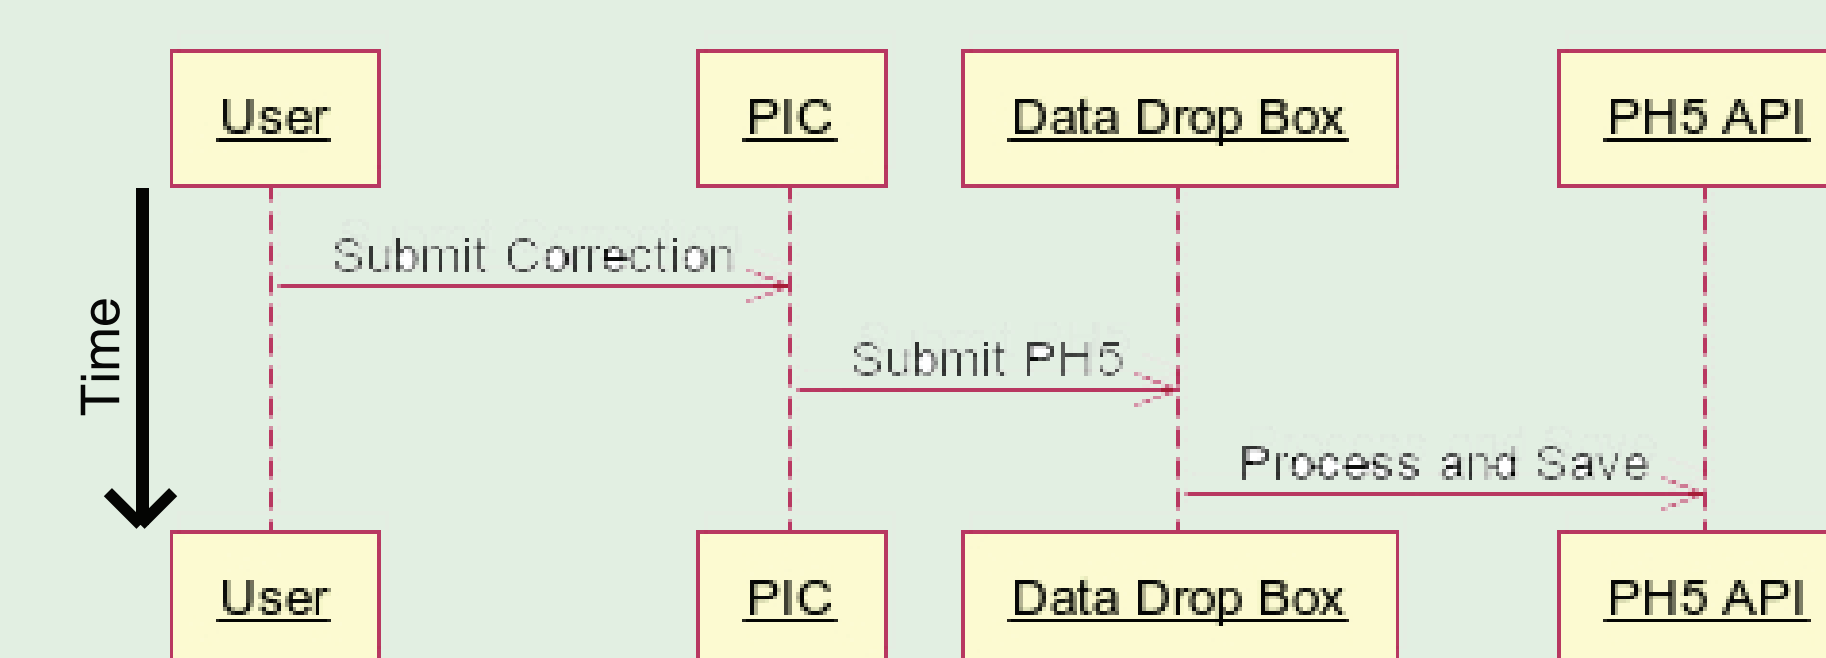 User
PIC
Data Drop Box
PH5 API
Submit Correction
Submit PH5
Process and Save
Time
User
PIC
Data Drop Box
PH5 API